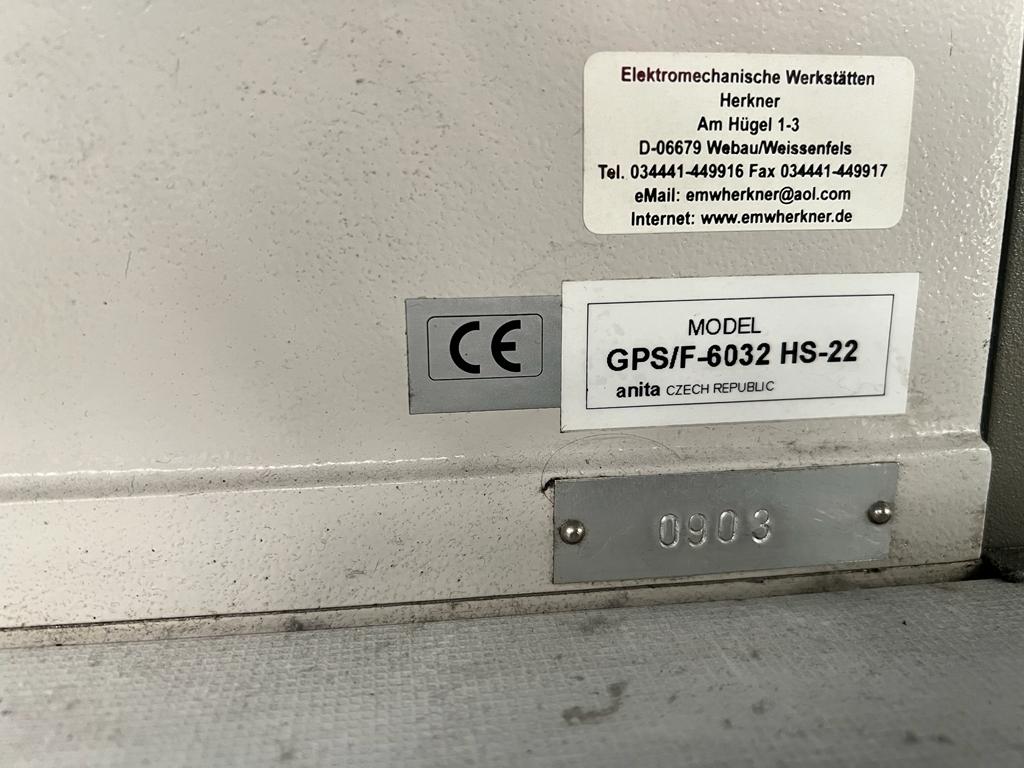 Elektromechanische Werkstätten
Herkner
Am Hügel 1-3
D-06679 Webau/Weissenfels
Tel. 034441-449916 Fax 034441-449917
eMail: emwherkner@aol.com
Internet: www.emwherkner.de
CE
MODEL
GPS/F-6032 HS-22
anita CZECH REPUBLIC
0903